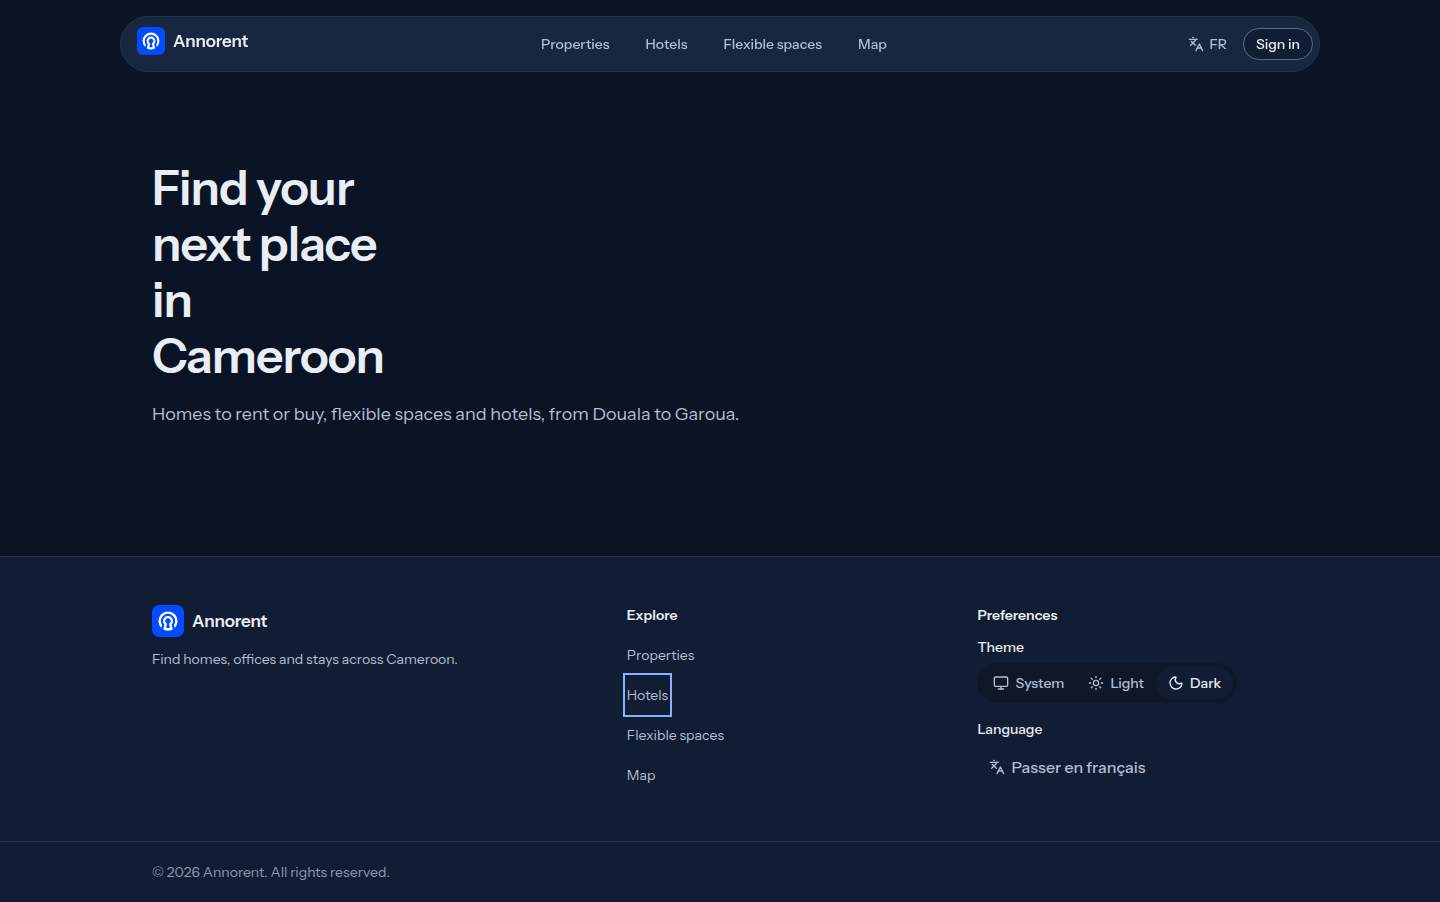 Annorent
Properties
Hotels
Flexible spaces
Map
FR
Sign in
Find your
next place
in
Cameroon
Homes to rent or buy, flexible spaces and hotels, from Douala to Garoua.
Annorent
Find homes, offices and stays across Cameroon.
Explore
Properties
Hotels
Flexible spaces
Map
Preferences
Theme
System
Light
Dark
Language
Passer en français
© 2026 Annorent. All rights reserved.